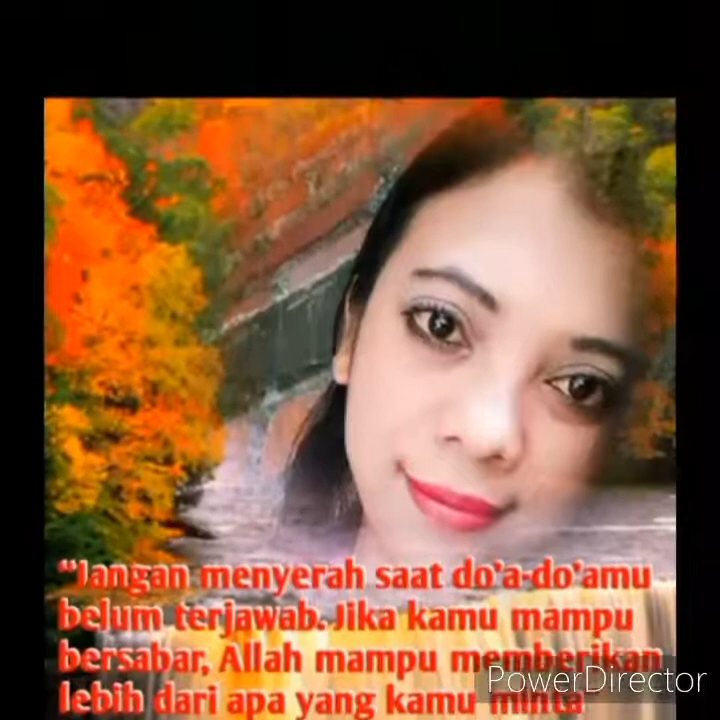 “Jangan menyerah saat do'a-do'amu
belum terjawab. Jika kamu mampu
bersabar, Allah mampu memberikan
lebih dari apa yang kamu minta
PowerDirector